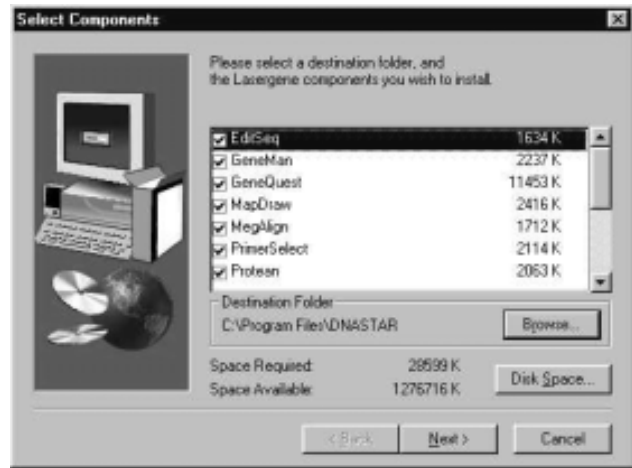 Select Components
Please select a destination folder, and
the Lasergene components you wish to install.
EditSeq 1634 K
GeneMan 2237 K
GeneQuest 11453 K
MapDraw 2416 K
MegAlign 1712 K
PrimerSelect 2114 K
Protean 2063 K
Destination Folder
C:\Program Files\DNASTAR
Browse...
Space Required: 28599 K
Space Available: 1276716 K
Disk Space...
< Back
Next >
Cancel